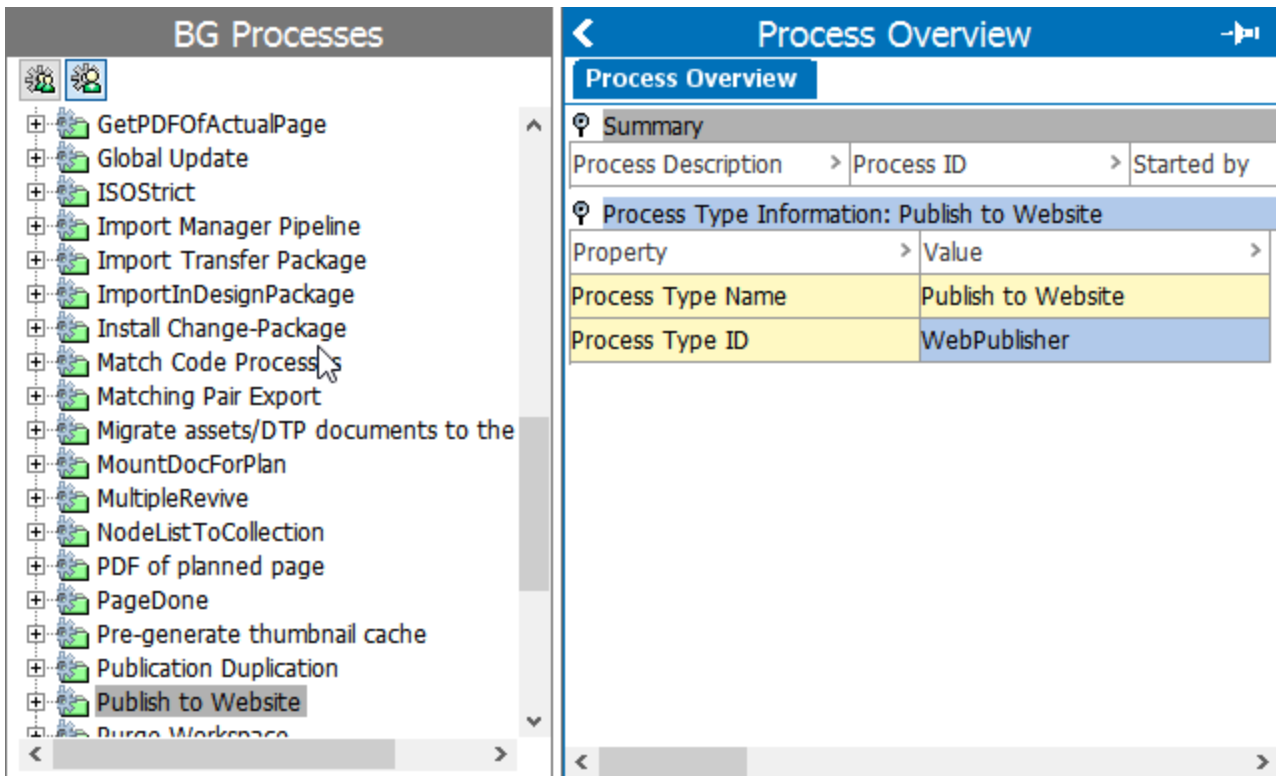 BG Processes
GetPDFOfActualPage
Global Update
ISOStrict
Import Manager Pipeline
Import Transfer Package
ImportInDesignPackage
Install Change-Package
Match Code Processes
Matching Pair Export
Migrate assets/DTP documents to the
MountDocForPlan
MultipleRevive
NodeListToCollection
PDF of planned page
PageDone
Pre-generate thumbnail cache
Publication Duplication
Publish to Website
Purge Workspace
Process Overview
Process Overview
Summary
Process Description > Process ID > Started by
Process Type Information: Publish to Website
Property > Value >
Process Type Name Publish to Website
Process Type ID WebPublisher